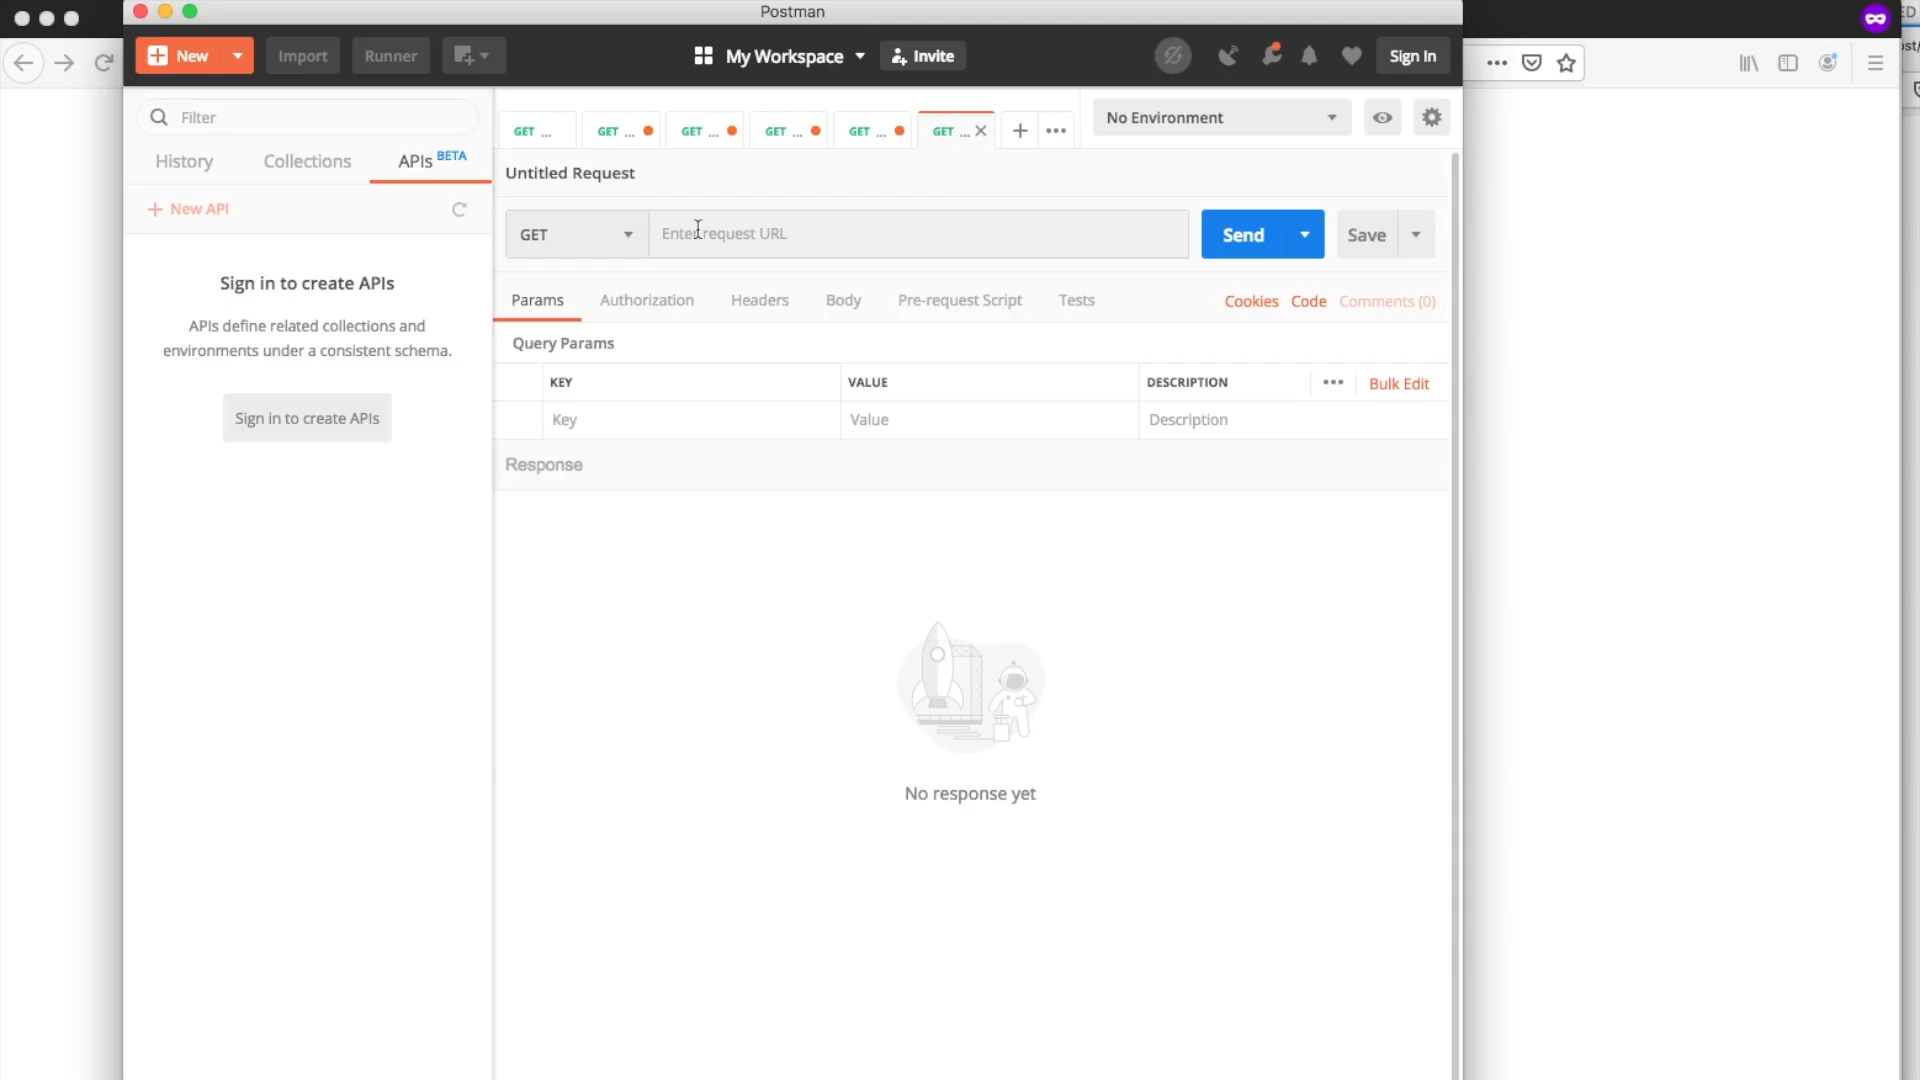 Postman
New
Import
Runner
My Workspace
Invite
Sign In
Filter
History
Collections
APIs BETA
New API
Sign in to create APIs
APIs define related collections and
environments under a consistent schema.
Sign in to create APIs
GET ...
GET ...
GET ...
GET ...
GET ...
GET ...
No Environment
Untitled Request
GET
Enter request URL
Send
Save
Params
Authorization
Headers
Body
Pre-request Script
Tests
Cookies
Code
Comments (0)
Query Params
KEY
VALUE
DESCRIPTION
Bulk Edit
Key
Value
Description
Response
No response yet